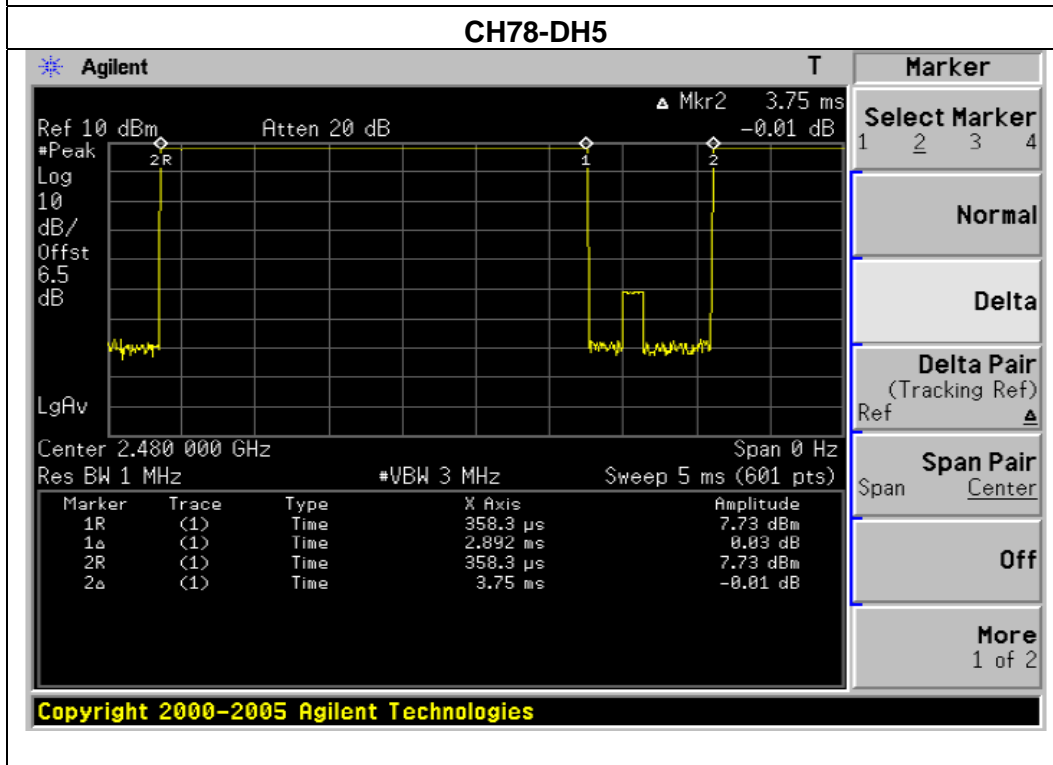 CH78-DH5
Agilent T Marker
▵ Mkr2 3.75 ms
Ref 10 dBm Atten 20 dB -0.01 dB
#Peak
Log
10
dB/
Offst
6.5
dB
LgAv
2R 1 2
Center 2.480 000 GHz Span 0 Hz
Res BW 1 MHz #VBW 3 MHz Sweep 5 ms (601 pts)
Marker Trace Type X Axis Amplitude
1R (1) Time 358.3 µs 7.73 dBm
1▵ (1) Time 2.892 ms 0.03 dB
2R (1) Time 358.3 µs 7.73 dBm
2▵ (1) Time 3.75 ms -0.01 dB
Select Marker
1 2 3 4
Normal
Delta
Delta Pair
(Tracking Ref)
Ref ▵
Span Pair
Span Center
Off
More
1 of 2
Copyright 2000-2005 Agilent Technologies